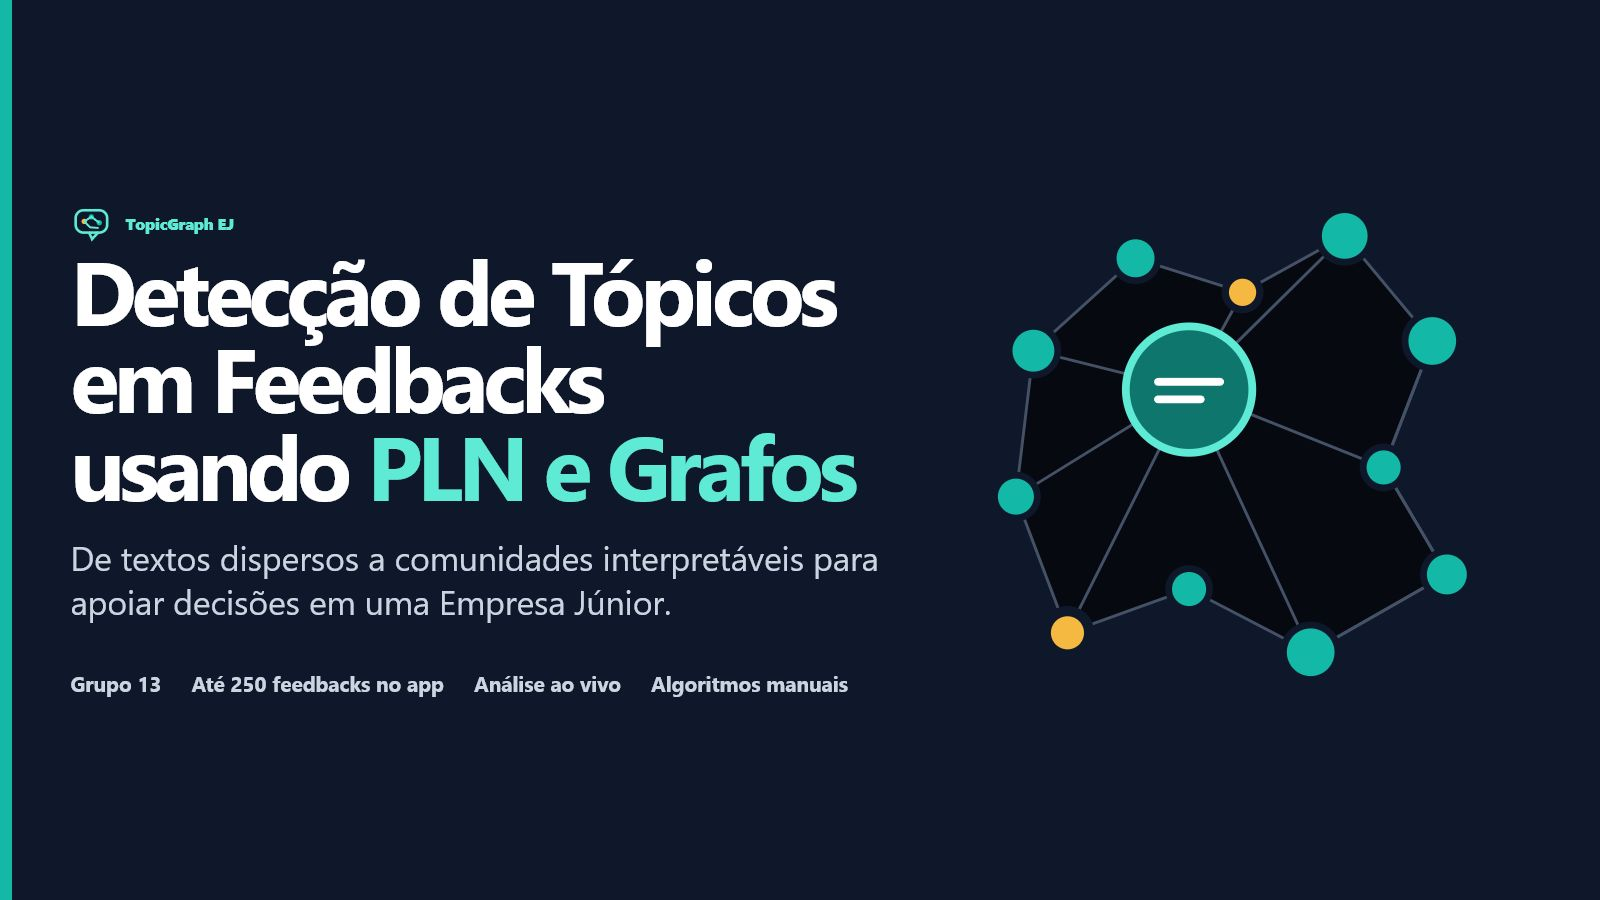 TopicGraph EJ
Detecção de Tópicos
em Feedbacks
usando PLN e Grafos
De textos dispersos a comunidades interpretáveis para
apoiar decisões em uma Empresa Júnior.
Grupo 13 Até 250 feedbacks no app Análise ao vivo Algoritmos manuais